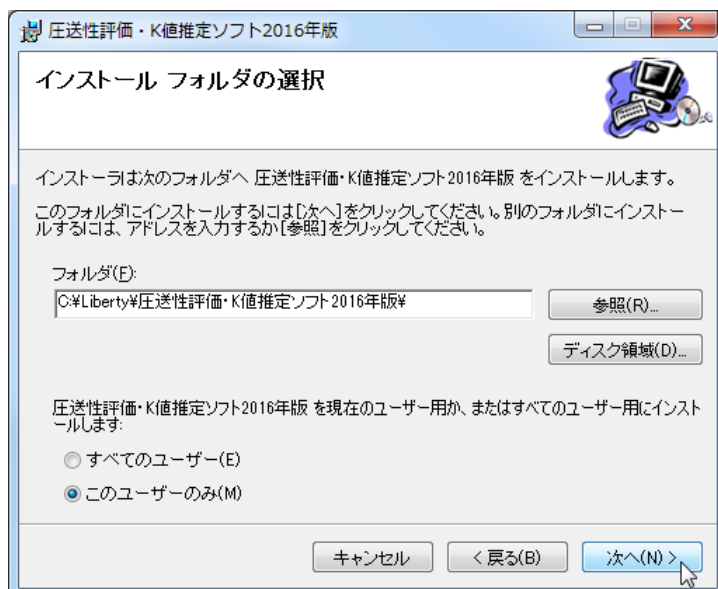 圧送性評価・K値推定ソフト2016年版
インストール フォルダの選択
インストーラは次のフォルダへ 圧送性評価・K値推定ソフト2016年版 をインストールします。
このフォルダにインストールするには[次へ]をクリックしてください。別のフォルダにインストー
ルするには、アドレスを入力するか[参照]をクリックしてください。
フォルダ(F):
C:¥Liberty¥圧送性評価・K値推定ソフト2016年版¥
参照(R)...
ディスク領域(D)...
圧送性評価・K値推定ソフト2016年版 を現在のユーザー用か、またはすべてのユーザー用にインスト
ールします:
すべてのユーザー(E)
このユーザーのみ(M)
キャンセル
< 戻る(B)
次へ(N) >